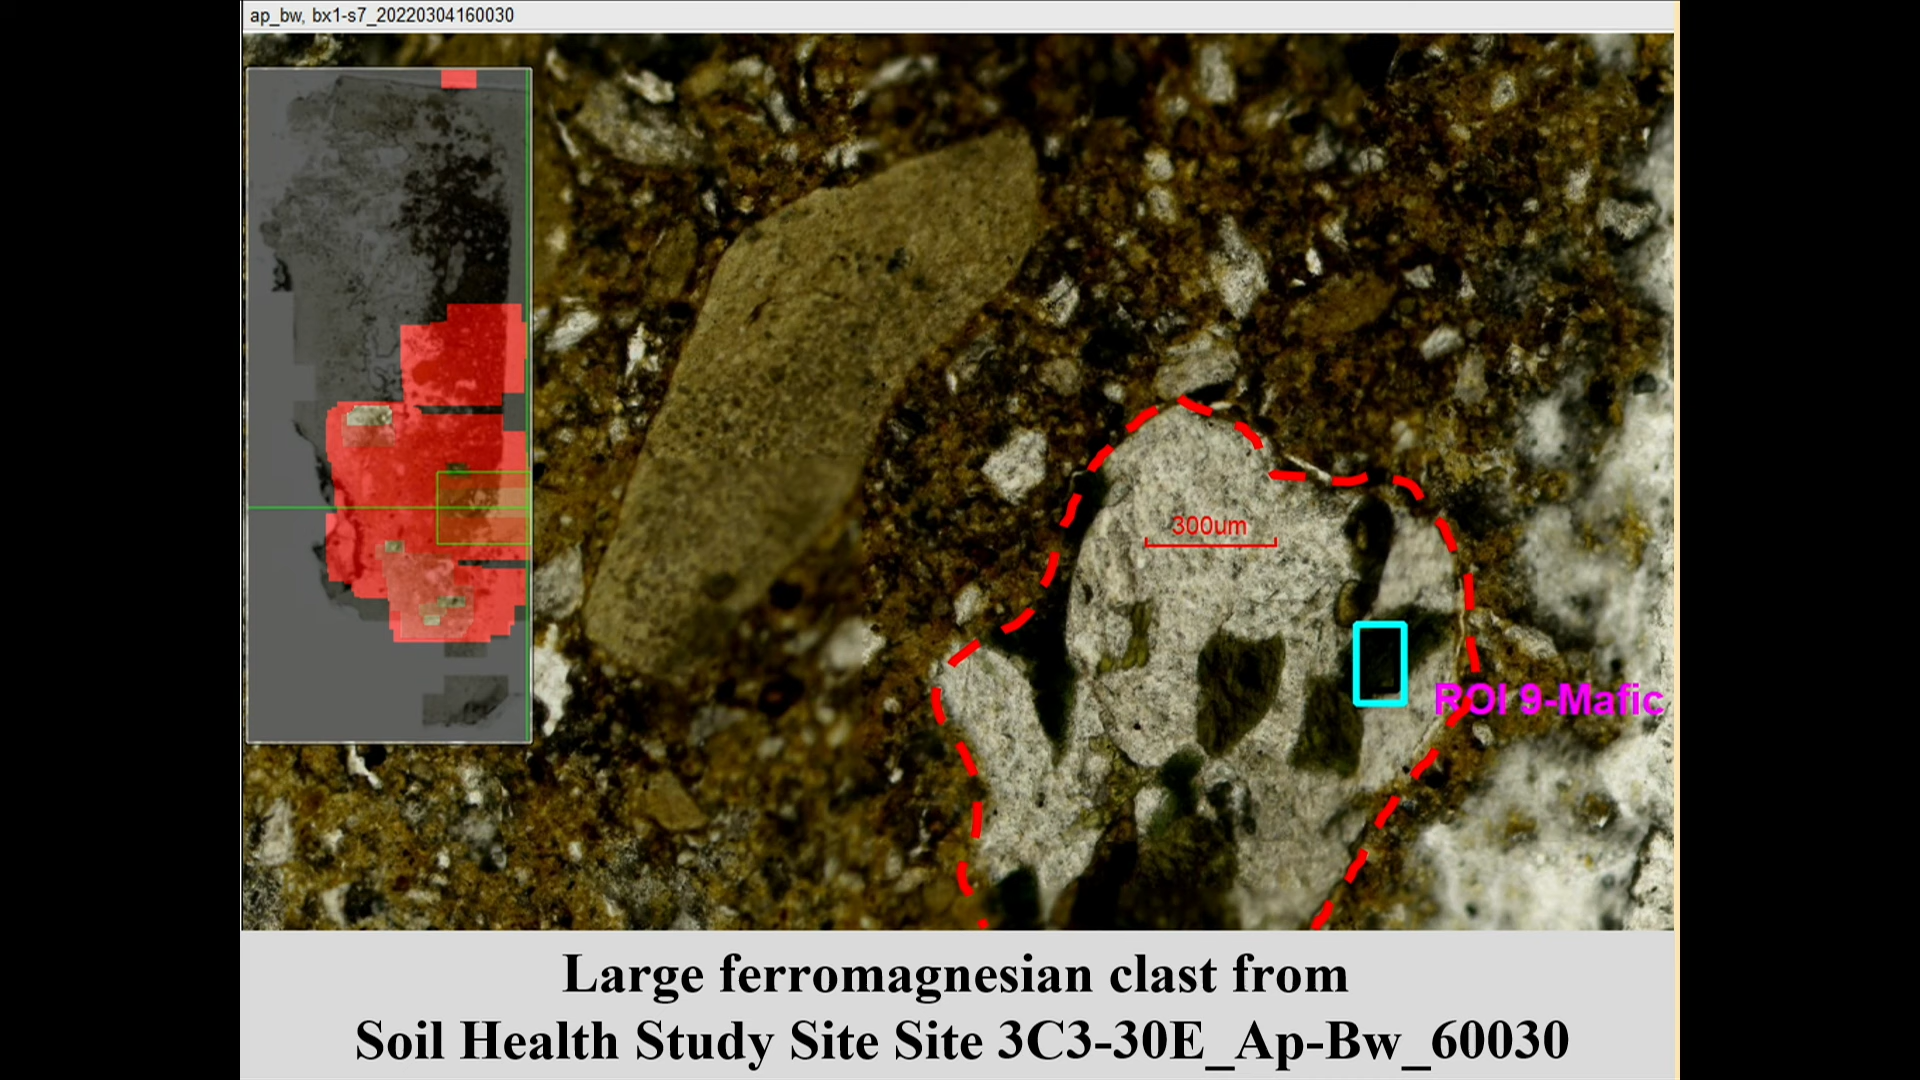 ap_bw, bx1-s7_20220304160030
300um
ROI 9-Mafic
Large ferromagnesian clast from
Soil Health Study Site Site 3C3-30E_Ap-Bw_60030